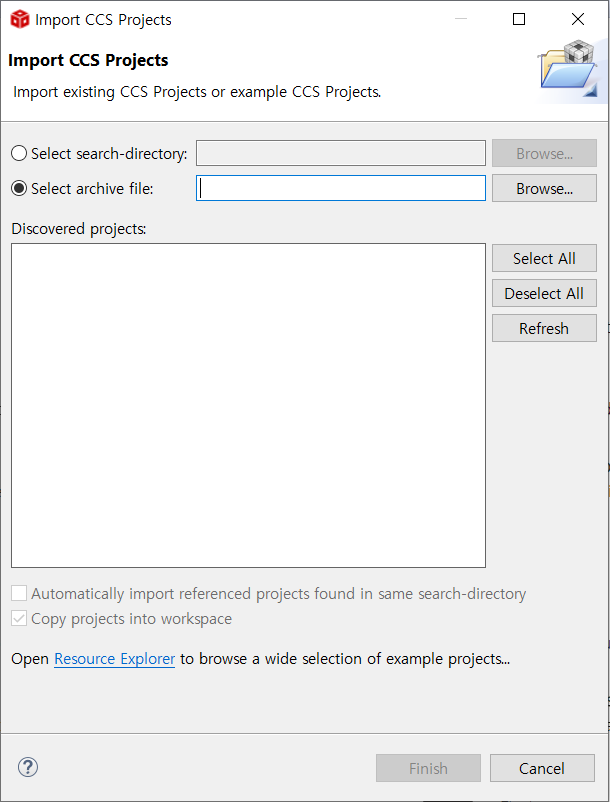 Import CCS Projects
Import CCS Projects
Import existing CCS Projects or example CCS Projects.
Select search-directory:
Browse...
Select archive file:
Browse...
Discovered projects:
Select All
Deselect All
Refresh
Automatically import referenced projects found in same search-directory
Copy projects into workspace
Open Resource Explorer to browse a wide selection of example projects...
?
Finish
Cancel